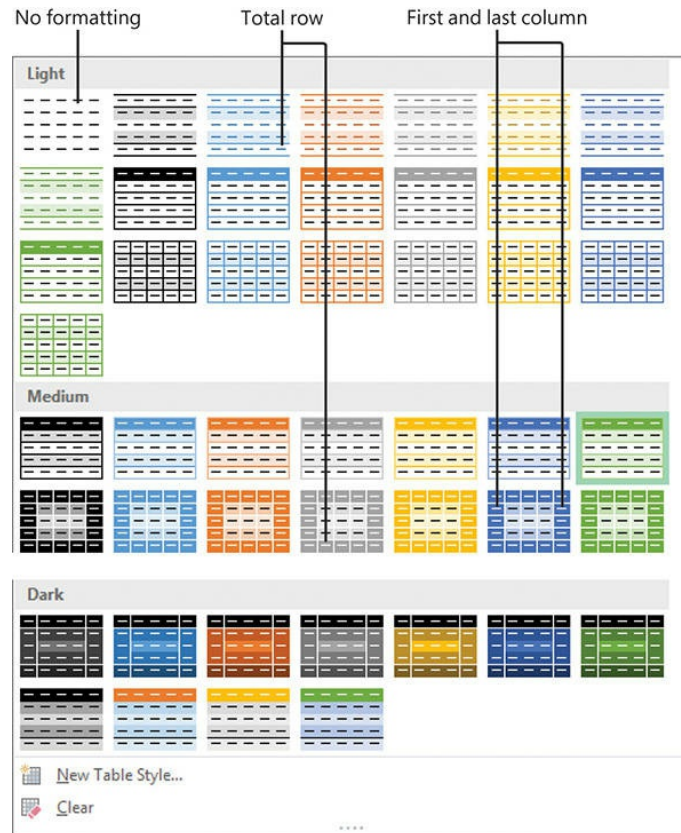 No formatting Total row First and last column
Light
Medium
Dark
New Table Style...
Clear